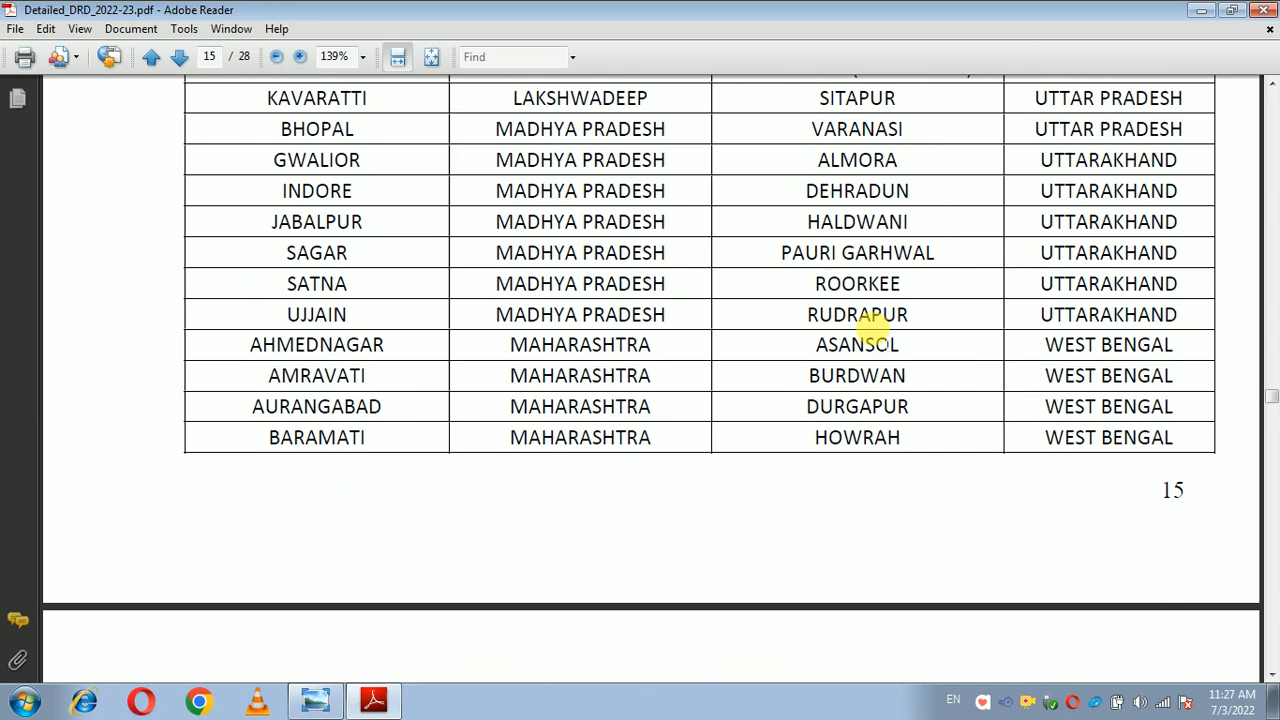 Detailed_DRD_2022-23.pdf - Adobe Reader
File Edit View Document Tools Window Help
15 / 28 139% Find
KAVARATTI LAKSHWADEEP SITAPUR UTTAR PRADESH
BHOPAL MADHYA PRADESH VARANASI UTTAR PRADESH
GWALIOR MADHYA PRADESH ALMORA UTTARAKHAND
INDORE MADHYA PRADESH DEHRADUN UTTARAKHAND
JABALPUR MADHYA PRADESH HALDWANI UTTARAKHAND
SAGAR MADHYA PRADESH PAURI GARHWAL UTTARAKHAND
SATNA MADHYA PRADESH ROORKEE UTTARAKHAND
UJJAIN MADHYA PRADESH RUDRAPUR UTTARAKHAND
AHMEDNAGAR MAHARASHTRA ASANSOL WEST BENGAL
AMRAVATI MAHARASHTRA BURDWAN WEST BENGAL
AURANGABAD MAHARASHTRA DURGAPUR WEST BENGAL
BARAMATI MAHARASHTRA HOWRAH WEST BENGAL
15
EN 11:27 AM
7/3/2022